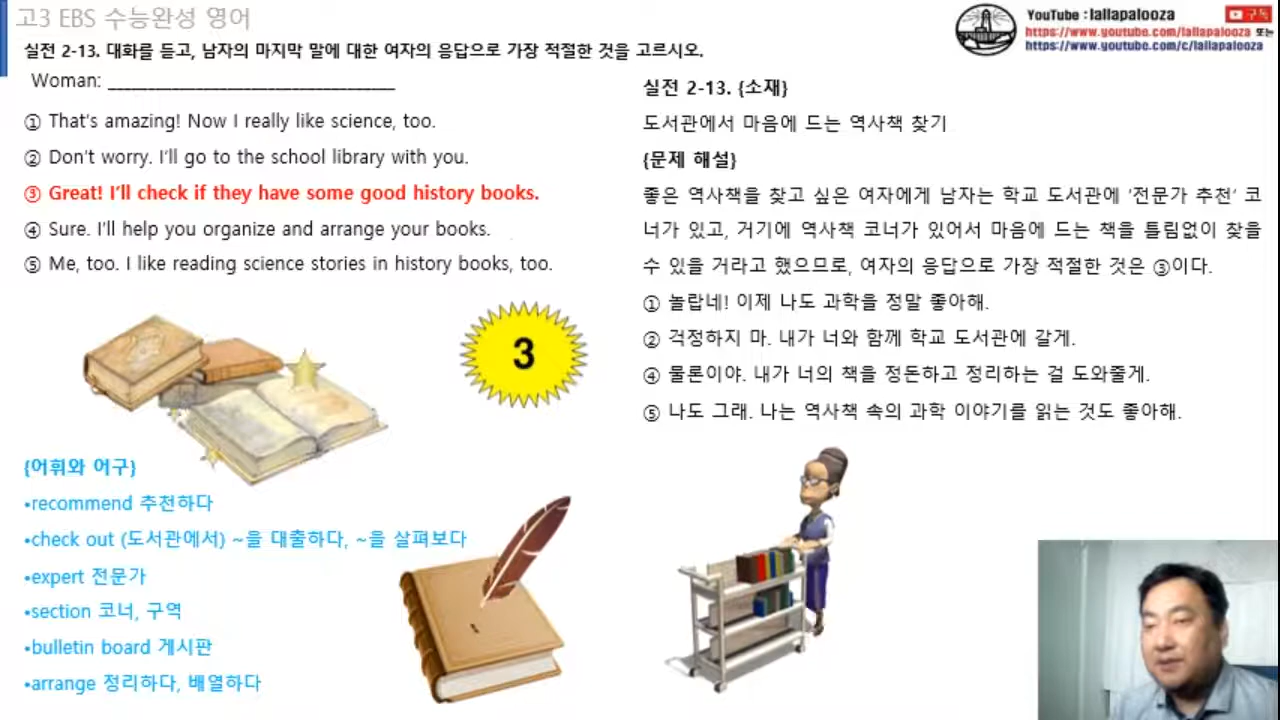 고3 EBS 수능완성 영어
YouTube : lallapalooza
구독
https://www.youtube.com/lallapalooza 또는
https://www.youtube.com/c/lallapalooza
실전 2-13. 대화를 듣고, 남자의 마지막 말에 대한 여자의 응답으로 가장 적절한 것을 고르시오.
Woman: ________________________________
① That's amazing! Now I really like science, too.
② Don't worry. I'll go to the school library with you.
③ Great! I'll check if they have some good history books.
④ Sure. I'll help you organize and arrange your books.
⑤ Me, too. I like reading science stories in history books, too.
3
{어휘와 어구}
•recommend 추천하다
•check out (도서관에서) ~을 대출하다, ~을 살펴보다
•expert 전문가
•section 코너, 구역
•bulletin board 게시판
•arrange 정리하다, 배열하다
실전 2-13. {소재}
도서관에서 마음에 드는 역사책 찾기
{문제 해설}
좋은 역사책을 찾고 싶은 여자에게 남자는 학교 도서관에 '전문가 추천' 코
너가 있고, 거기에 역사책 코너가 있어서 마음에 드는 책을 틀림없이 찾을
수 있을 거라고 했으므로, 여자의 응답으로 가장 적절한 것은 ③이다.
① 놀랍네! 이제 나도 과학을 정말 좋아해.
② 걱정하지 마. 내가 너와 함께 학교 도서관에 갈게.
④ 물론이야. 내가 너의 책을 정돈하고 정리하는 걸 도와줄게.
⑤ 나도 그래. 나는 역사책 속의 과학 이야기를 읽는 것도 좋아해.